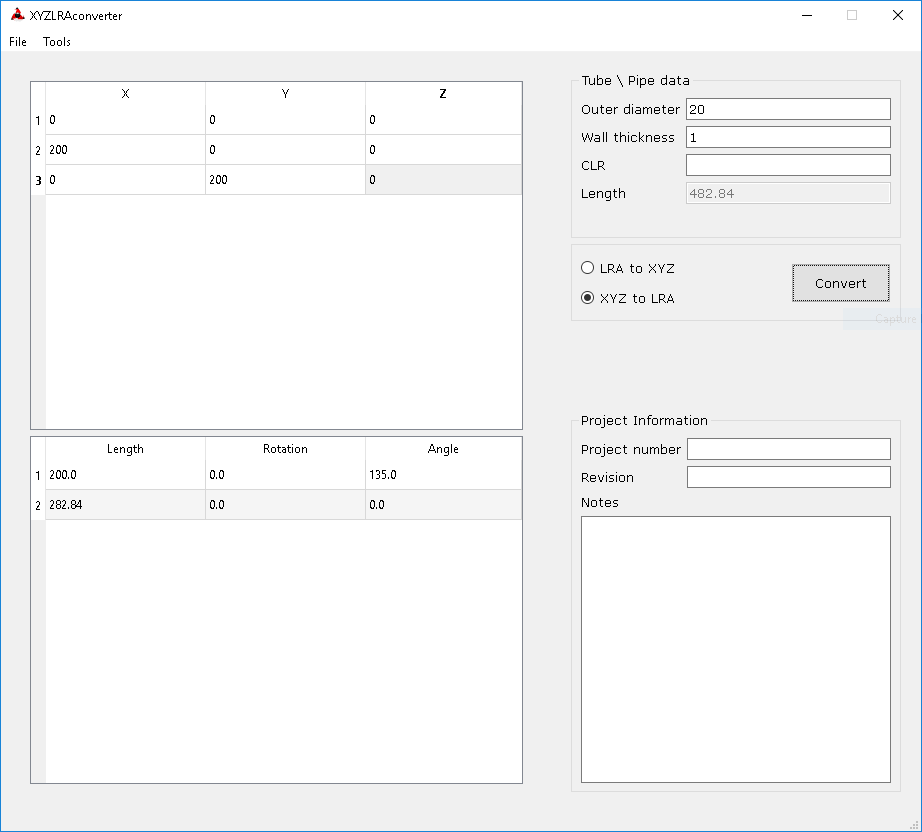 XYZLRAconverter
File Tools
X Y Z
1 0 0 0
2 200 0 0
3 0 200 0
Length Rotation Angle
1 200.0 0.0 135.0
2 282.84 0.0 0.0
Tube \ Pipe data
Outer diameter 20
Wall thickness 1
CLR
Length 482.84
LRA to XYZ
XYZ to LRA
Convert
Capture
Project Information
Project number
Revision
Notes